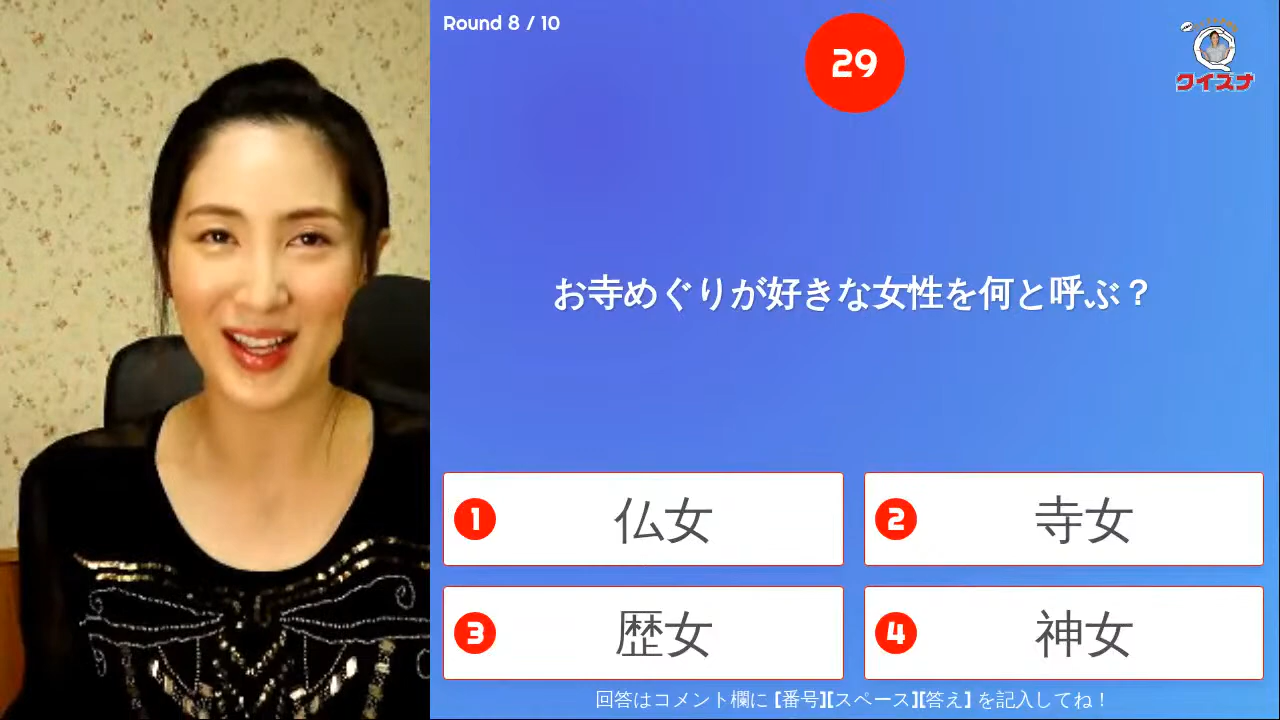 Round 8 / 10
29
クイズナ
お寺めぐりが好きな女性を何と呼ぶ？
1 仏女
2 寺女
3 歴女
4 神女
回答はコメント欄に [番号][スペース][答え] を記入してね！